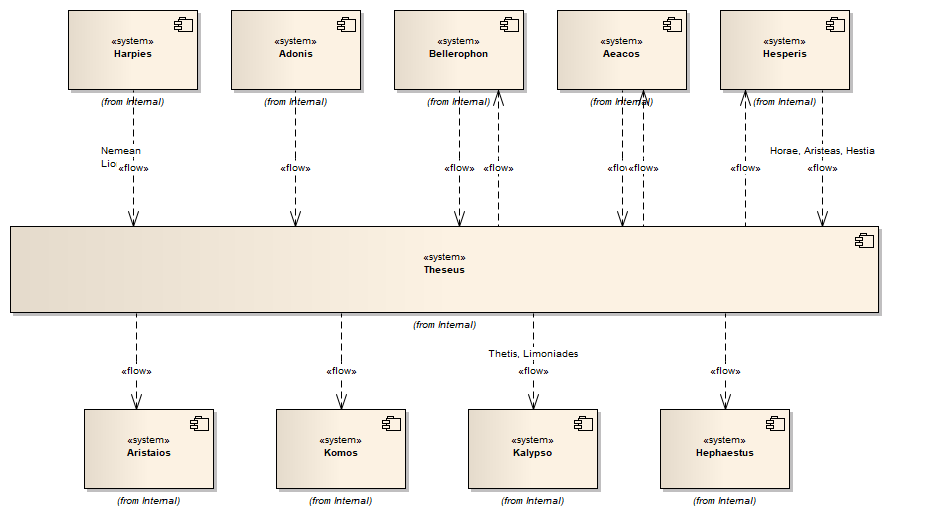 «system»
Harpies
«system»
Adonis
«system»
Bellerophon
«system»
Aeacos
«system»
Hesperis
(from Internal)
(from Internal)
(from Internal)
(from Internal)
(from Internal)
Nemean
Lio
«flow»
«flow»
«flow»
«flow»
«flo
«flow»
«flow»
Horae, Aristeas, Hestia
«flow»
«system»
Theseus
(from Internal)
«flow»
«flow»
Thetis, Limoniades
«flow»
«flow»
«system»
Aristaios
«system»
Komos
«system»
Kalypso
«system»
Hephaestus
(from Internal)
(from Internal)
(from Internal)
(from Internal)